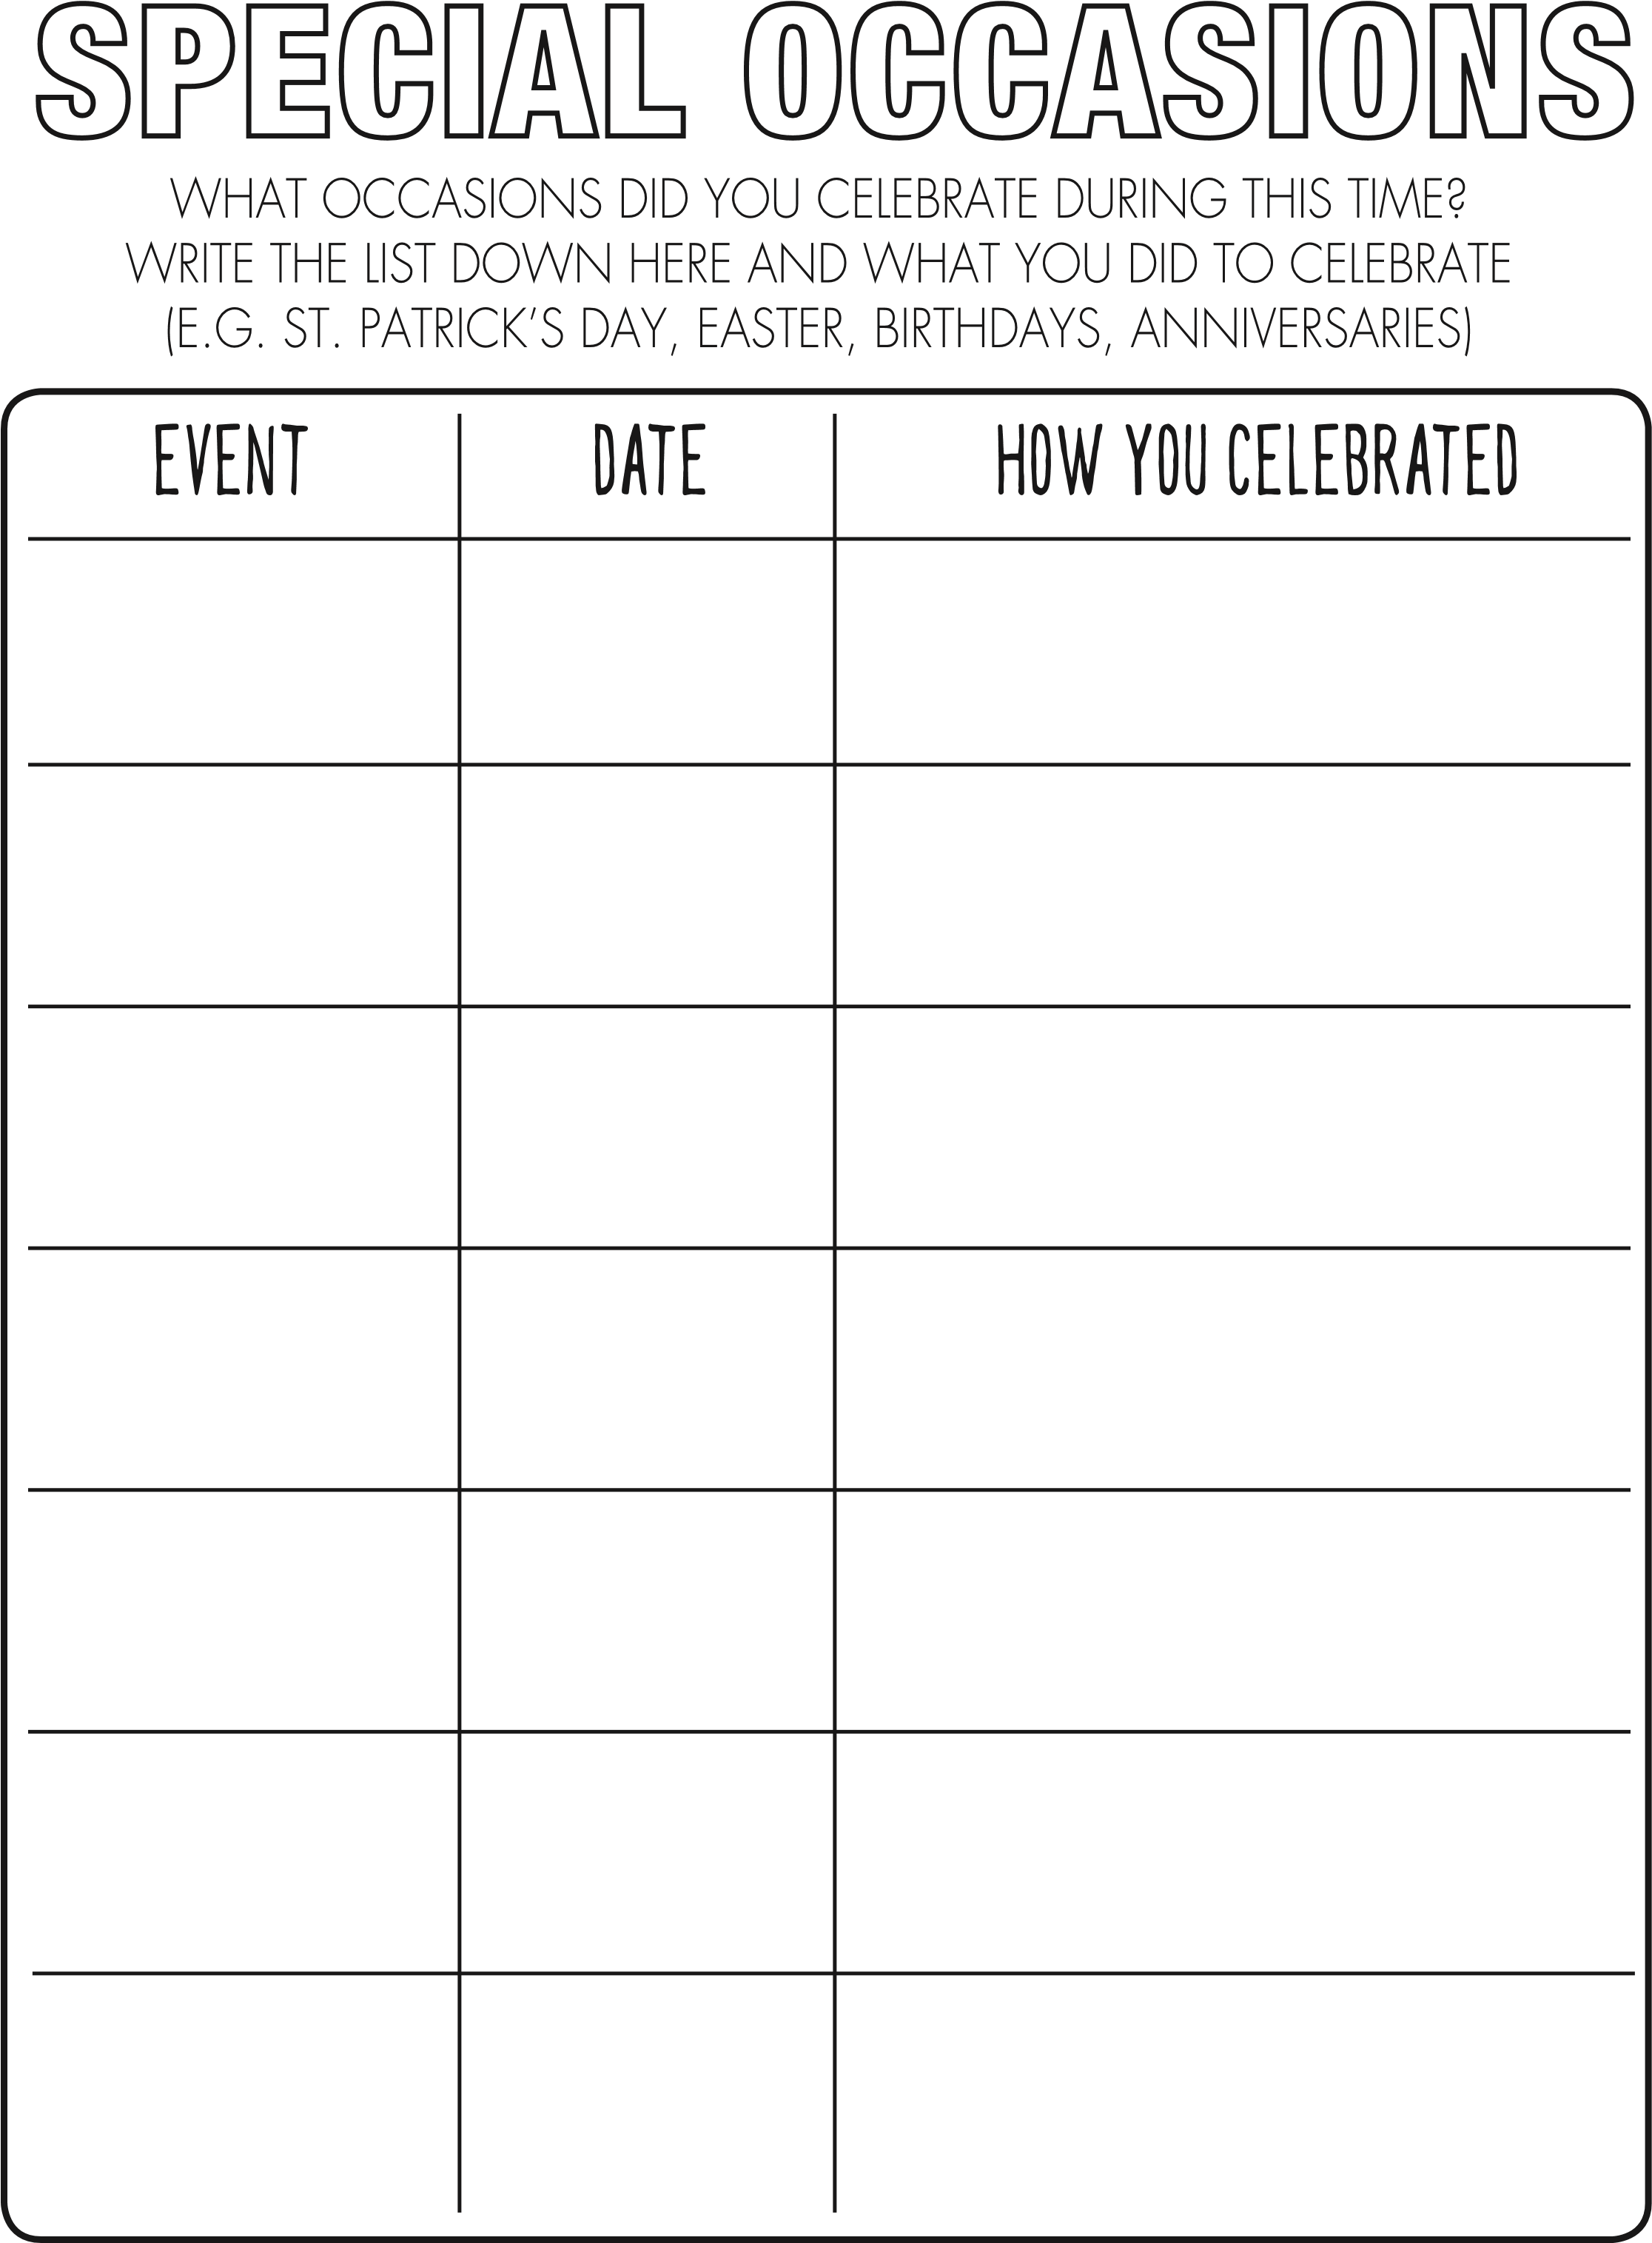 SPECIAL OCCASIONS
WHAT OCCASIONS DID YOU CELEBRATE DURING THIS TIME?
WRITE THE LIST DOWN HERE AND WHAT YOU DID TO CELEBRATE
(E.G. ST. PATRICK'S DAY, EASTER, BIRTHDAYS, ANNIVERSARIES)
EVENT DATE HOW YOU CELEBRATED